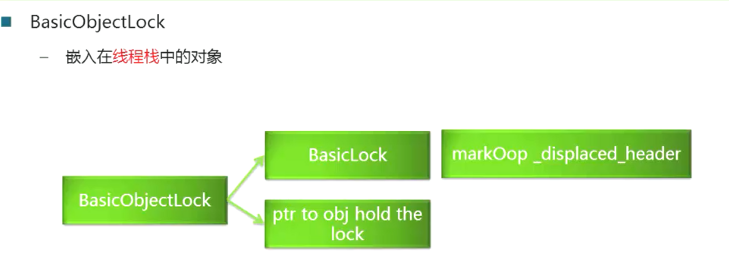 BasicObjectLock
– 嵌入在线程栈中的对象
BasicLock
markOop _displaced_header
BasicObjectLock
ptr to obj hold the
lock